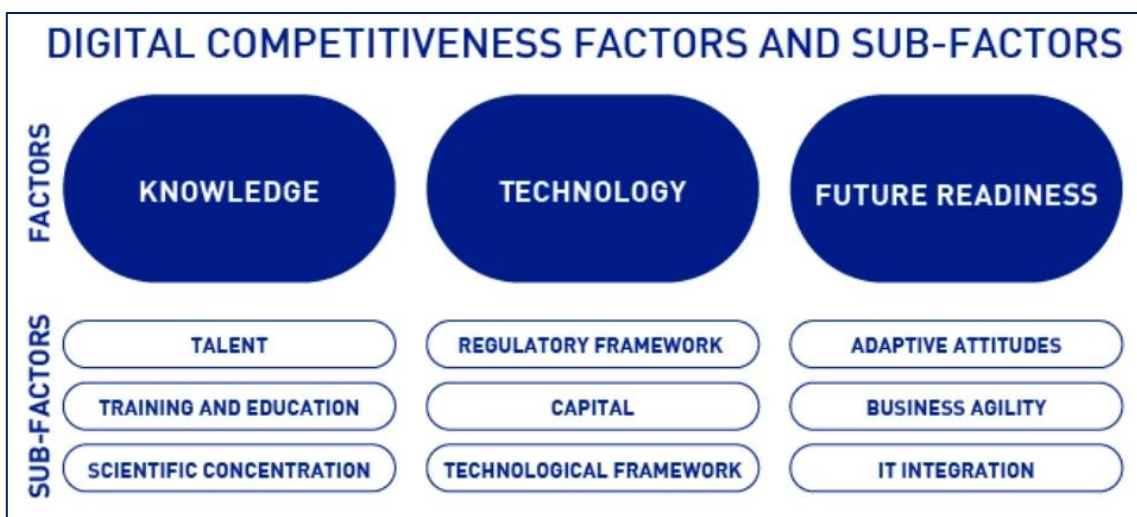 DIGITAL COMPETITIVENESS FACTORS AND SUB-FACTORS
FACTORS
KNOWLEDGE
TECHNOLOGY
FUTURE READINESS
SUB-FACTORS
TALENT
REGULATORY FRAMEWORK
ADAPTIVE ATTITUDES
TRAINING AND EDUCATION
CAPITAL
BUSINESS AGILITY
SCIENTIFIC CONCENTRATION
TECHNOLOGICAL FRAMEWORK
IT INTEGRATION